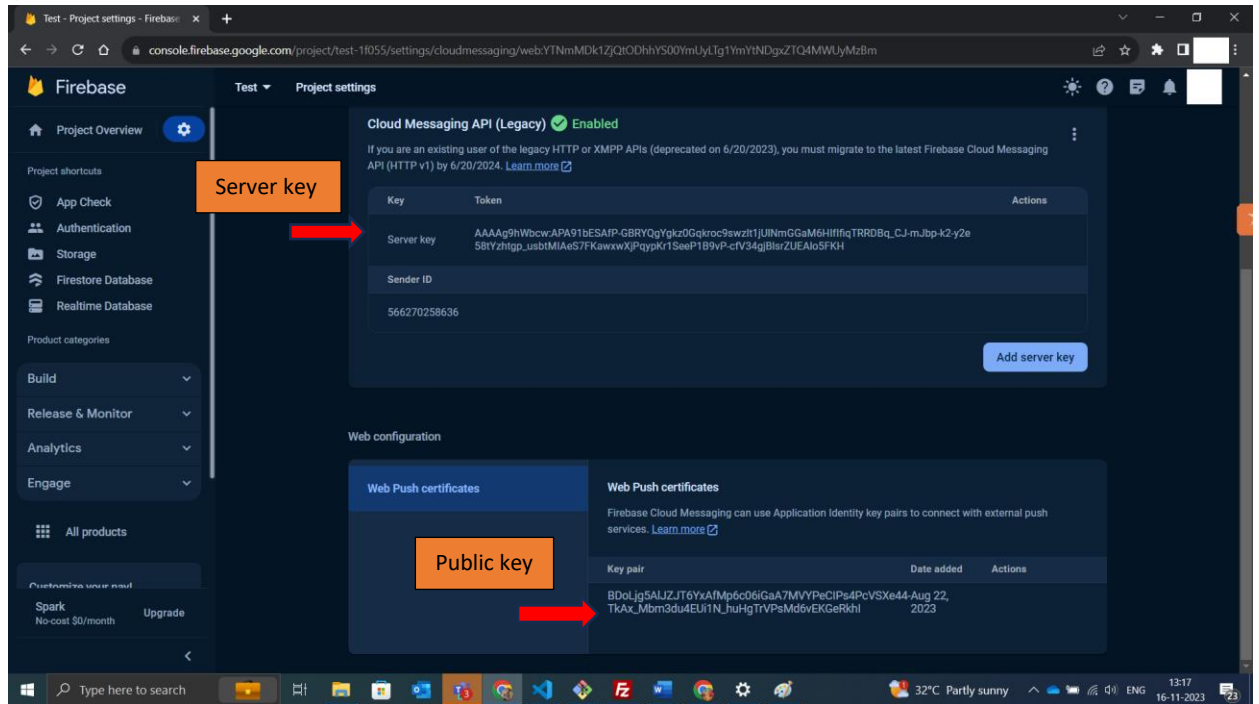 Test - Project settings - Firebase
console.firebase.google.com/project/test-1f055/settings/cloudmessaging/web:YTNmMDk1ZjQtODhhYS00YmUyLTg1YmYtNDgxZTQ4MWUyMzBm
Firebase
Test
Project settings
Project Overview
Project shortcuts
App Check
Authentication
Storage
Firestore Database
Realtime Database
Product categories
Build
Release & Monitor
Analytics
Engage
All products
Customize your nav!
Spark
No-cost $0/month
Upgrade
Cloud Messaging API (Legacy) Enabled
If you are an existing user of the legacy HTTP or XMPP APIs (deprecated on 6/20/2023), you must migrate to the latest Firebase Cloud Messaging
API (HTTP v1) by 6/20/2024. Learn more
Server key
Key Token Actions
Server key
Sender ID
566270258636
Add server key
Web configuration
Web Push certificates
Web Push certificates
Firebase Cloud Messaging can use Application Identity key pairs to connect with external push
services. Learn more
Public key
Key pair Date added Actions
Aug 22,
2023
Type here to search
32°C Partly sunny
ENG
13:17
16-11-2023
23